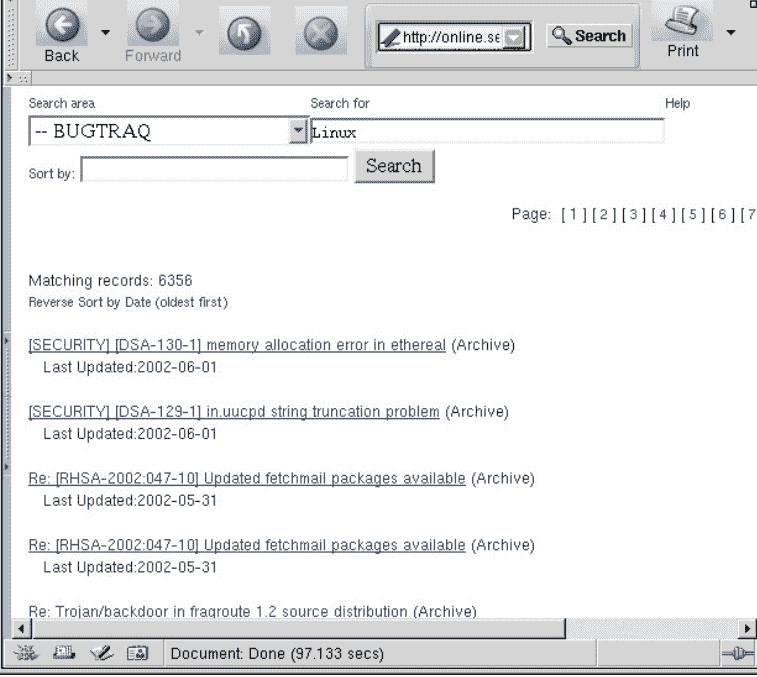 Back
Forward
http://online.se
Search
Print
Search area
Search for
Help
-- BUGTRAQ
Linux
Sort by:
Search
Page: [ 1 ] [ 2 ] [ 3 ] [ 4 ] [ 5 ] [ 6 ] [ 7
Matching records: 6356
Reverse Sort by Date (oldest first)
[SECURITY] [DSA-130-1] memory allocation error in ethereal (Archive)
Last Updated:2002-06-01
[SECURITY] [DSA-129-1] in.uucpd string truncation problem (Archive)
Last Updated:2002-06-01
Re: [RHSA-2002:047-10] Updated fetchmail packages available (Archive)
Last Updated:2002-05-31
Re: [RHSA-2002:047-10] Updated fetchmail packages available (Archive)
Last Updated:2002-05-31
Re: Trojan/backdoor in fragroute 1.2 source distribution (Archive)
Document: Done (97.133 secs)